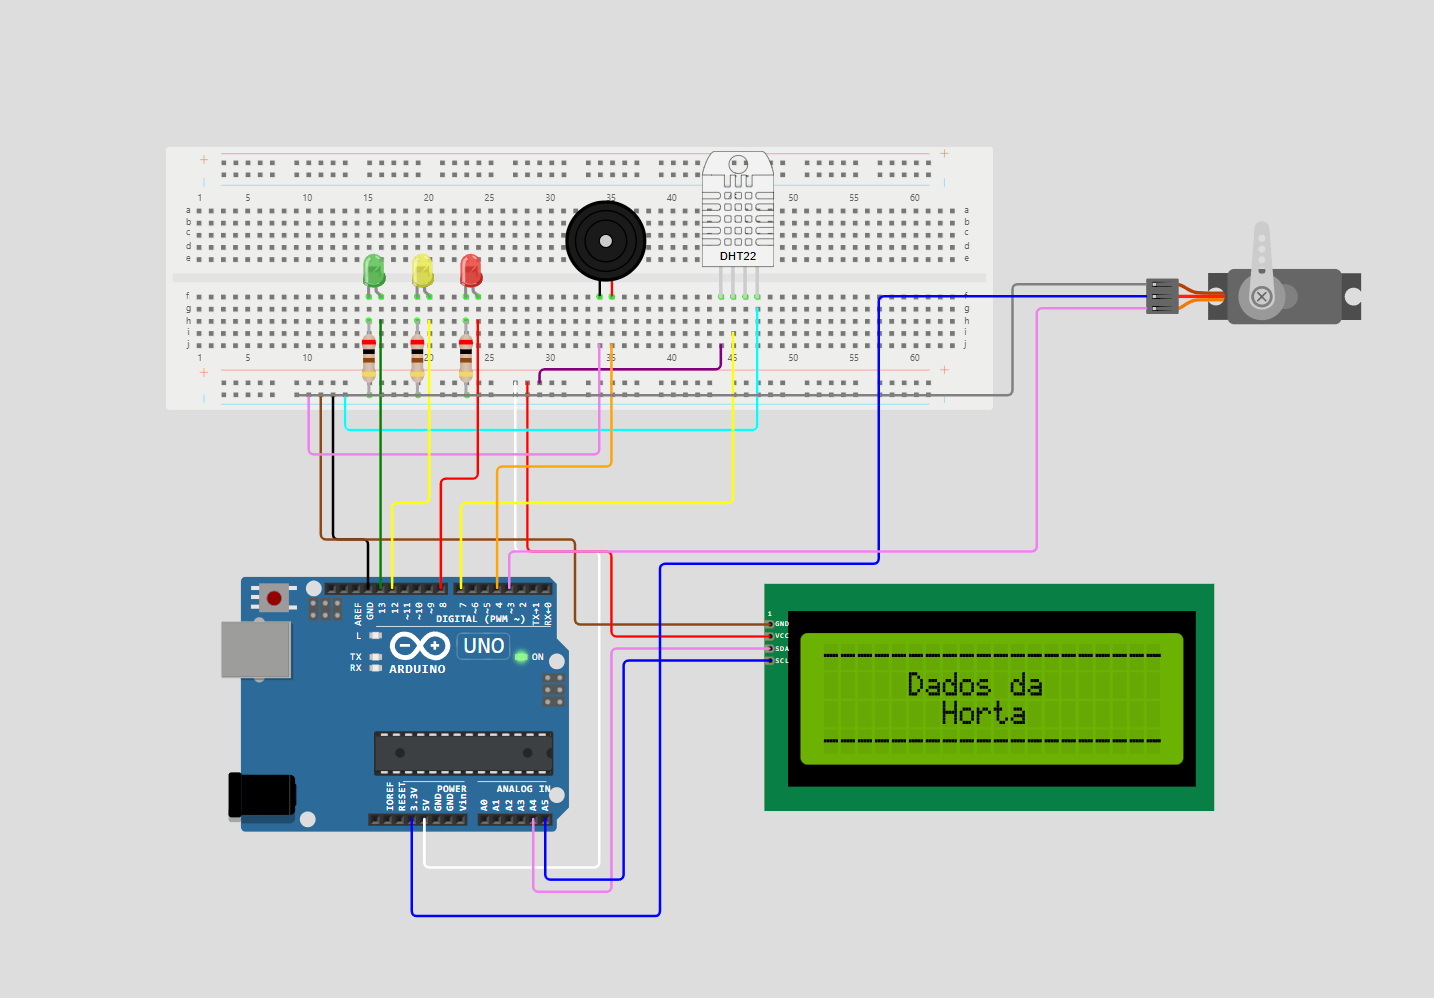 1 5 10 15 20 25 30 35 40 45 50 55 60
a a
b b
c c
d d
e e
DHT22
f f
g g
h h
i i
j j
1 5 10 15 20 25 30 35 40 45 50 55 60
AREF GND 13 12 ~11 ~10 ~9 8 7 ~6 ~5 4 ~3 2 TX→1 RX←0
DIGITAL (PWM ~)
L
TX
RX
UNO
ON
ARDUINO
IOREF RESET 3.3V 5V GND GND Vin
POWER
ANALOG IN
A0 A1 A2 A3 A4 A5
1
GND
VCC
SDA
SCL
--------------------
Dados da
Horta
--------------------